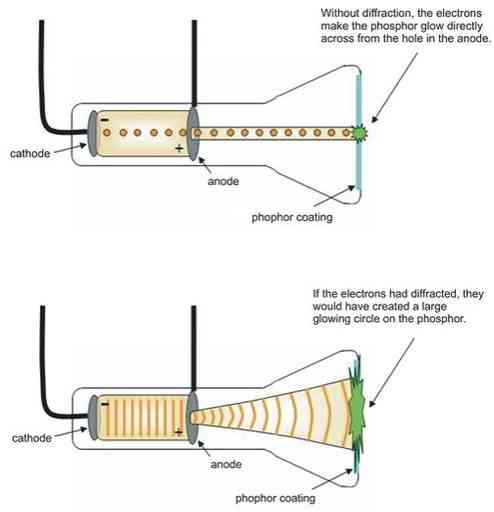 Without diffraction, the electrons
make the phosphor glow directly
across from the hole in the anode.
-
+
cathode
anode
phophor coating
If the electrons had diffracted, they
would have created a large
glowing circle on the phosphor.
-
+
cathode
anode
phophor coating